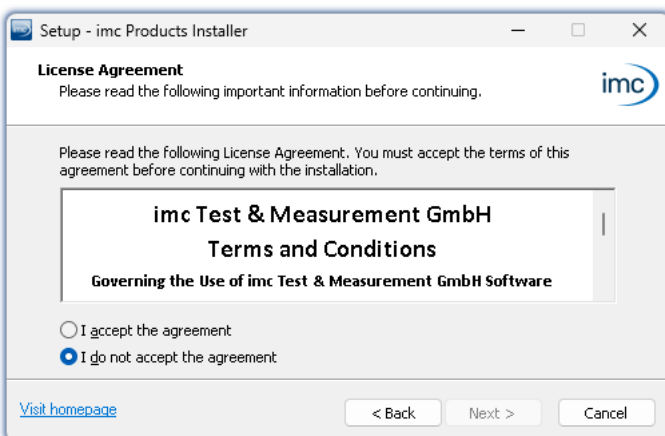 imc Setup - imc Products Installer
License Agreement
Please read the following important information before continuing.
imc
Please read the following License Agreement. You must accept the terms of this
agreement before continuing with the installation.
imc Test & Measurement GmbH
Terms and Conditions
Governing the Use of imc Test & Measurement GmbH Software
I accept the agreement
I do not accept the agreement
Visit homepage
< Back
Next >
Cancel